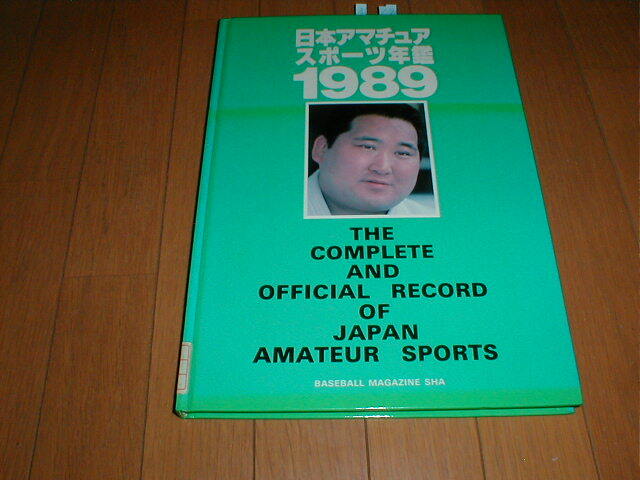 日本アマチュア
スポーツ年鑑
1989
THE
COMPLETE
AND
OFFICIAL RECORD
OF
JAPAN
AMATEUR SPORTS
BASEBALL MAGAZINE SHA